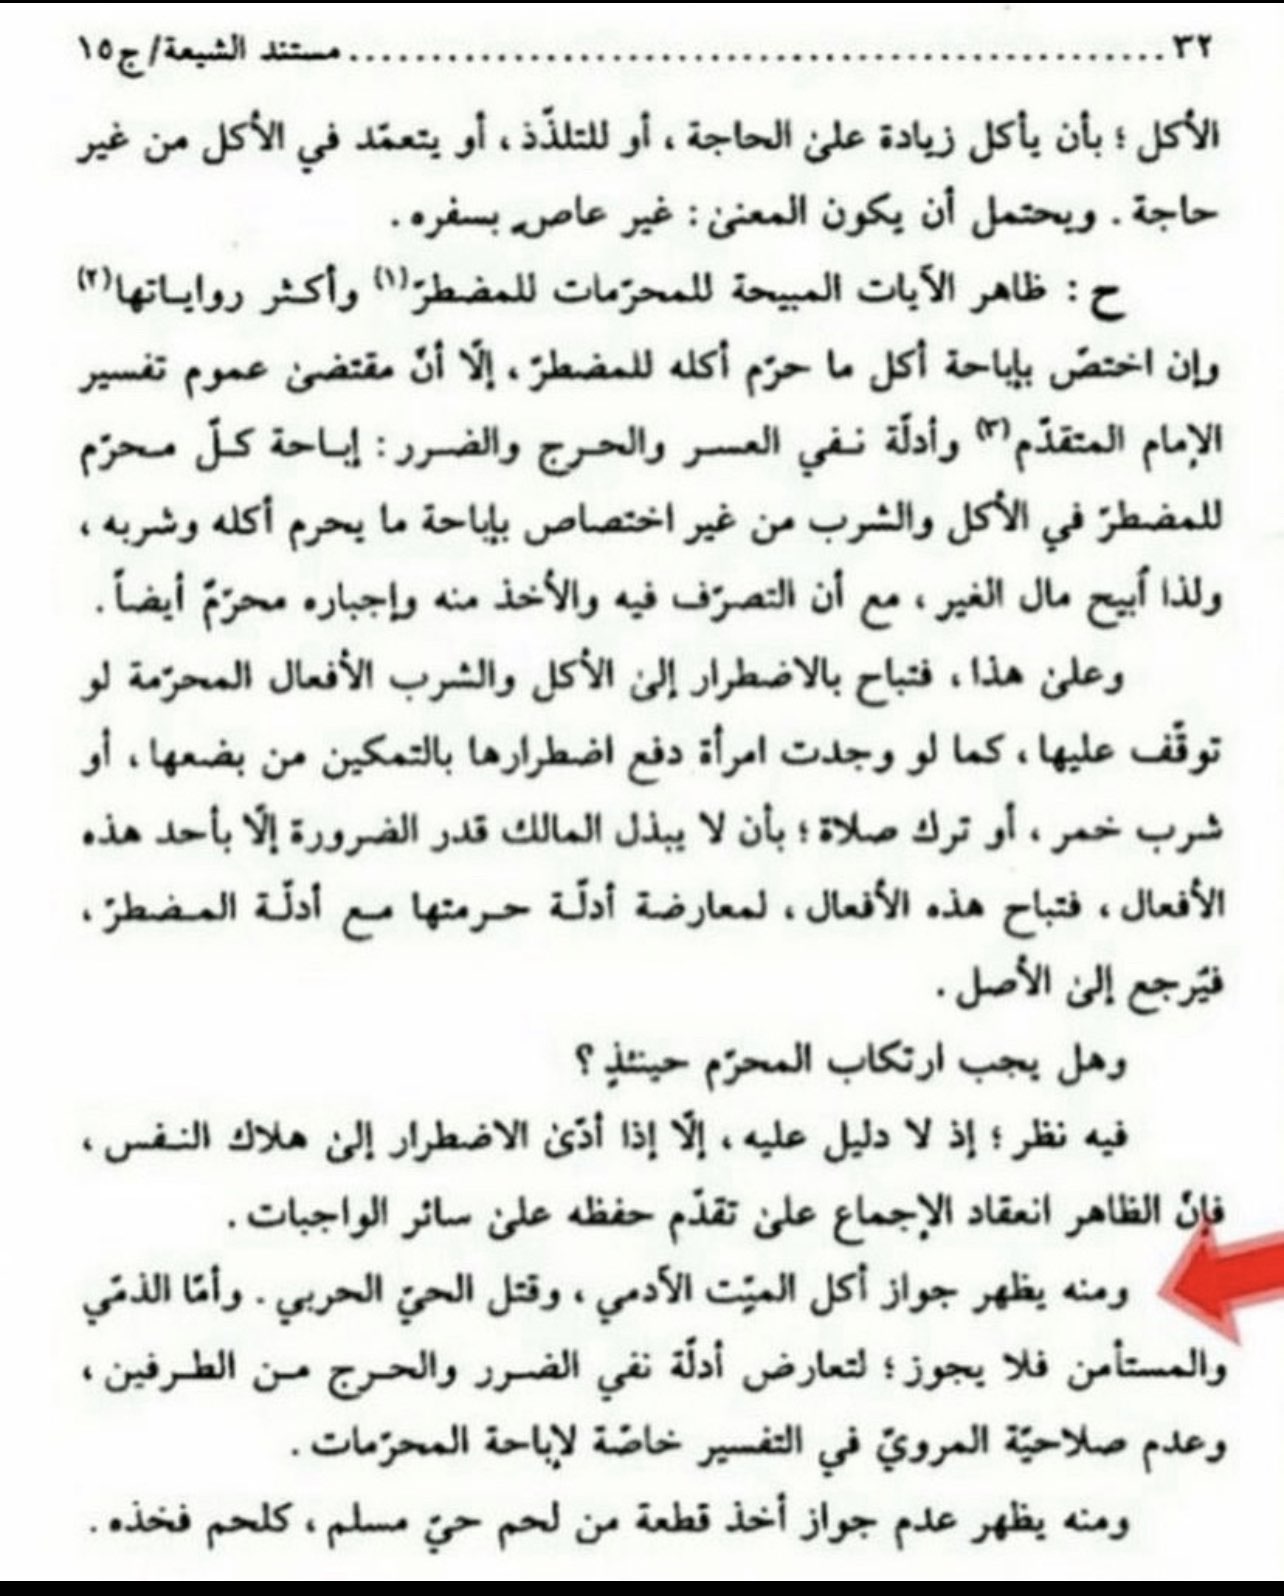 ٣٢ ........................................................ مستند الشيعة/ ج١٥
الأكل ؛ بأن يأكل زيادة علىٰ الحاجة ، أو للتلذّذ ، أو يتعمّد في الأكل من غير
حاجة . ويحتمل أن يكون المعنىٰ : غير عاصٍ بسفره .
ح : ظاهر الآيات المبيحة للمحرّمات للمضطرّ(١) وأكثر رواياتها(٢)
وإن اختصّ بإباحة أكل ما حرّم أكله للمضطرّ ، إلّا أنّ مقتضىٰ عموم تفسير
الإمام المتقدّم(٣) وأدلّة نفي العسر والحرج والضرر : إباحة كلّ محرّم
للمضطرّ في الأكل والشرب من غير اختصاص بإباحة ما يحرم أكله وشربه ،
ولذا أُبيح مال الغير ، مع أن التصرّف فيه والأخذ منه وإجباره محرّمٌ أيضاً .
وعلىٰ هذا ، فتباح بالاضطرار إلىٰ الأكل والشرب الأفعال المحرّمة لو
توقّف عليها ، كما لو وجدت امرأة دفع اضطرارها بالتمكين من بضعها ، أو
شرب خمر ، أو ترك صلاة ؛ بأن لا يبذل المالك قدر الضرورة إلّا بأحد هذه
الأفعال ، فتباح هذه الأفعال ، لمعارضة أدلّة حرمتها مع أدلّة المضطرّ ،
فيُرجع إلىٰ الأصل .
وهل يجب ارتكاب المحرّم حينئذٍ ؟
فيه نظر ؛ إذ لا دليل عليه ، إلّا إذا أدّىٰ الاضطرار إلىٰ هلاك النفس ،
فإنّ الظاهر انعقاد الإجماع علىٰ تقدّم حفظه علىٰ سائر الواجبات .
ومنه يظهر جواز أكل الميّت الآدمي ، وقتل الحيّ الحربي . وأمّا الذمّي
والمستأمن فلا يجوز ؛ لتعارض أدلّة نفي الضرر والحرج من الطرفين ،
وعدم صلاحيّة المرويّ في التفسير خاصّة لإباحة المحرّمات .
ومنه يظهر عدم جواز أخذ قطعة من لحم حيّ مسلم ، كلحم فخذه .